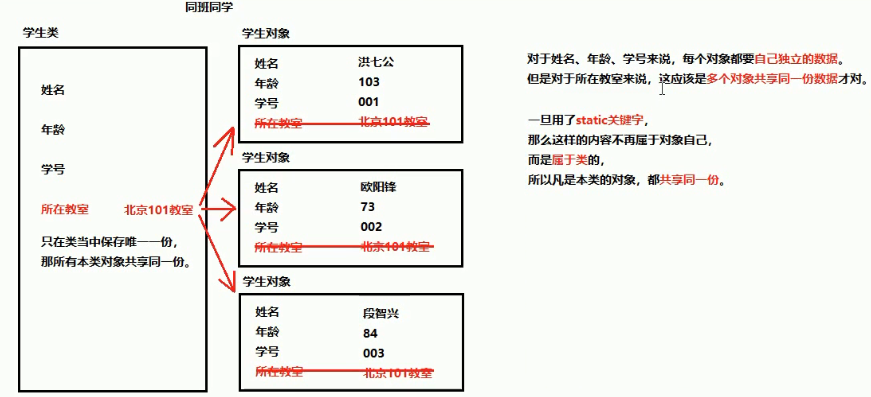 同班同学
学生类
姓名
年龄
学号
所在教室 北京101教室
只在类当中保存唯一一份，
那所有本类对象共享同一份。
学生对象
姓名 洪七公
年龄 103
学号 001
所在教室 北京101教室
学生对象
姓名 欧阳锋
年龄 73
学号 002
所在教室 北京101教室
学生对象
姓名 段智兴
年龄 84
学号 003
所在教室 北京101教室
对于姓名、年龄、学号来说，每个对象都要自己独立的数据。
但是对于所在教室来说，这应该是多个对象共享同一份数据才对。
一旦用了static关键字，
那么这样的内容不再属于对象自己，
而是属于类的，
所以凡是本类的对象，都共享同一份。